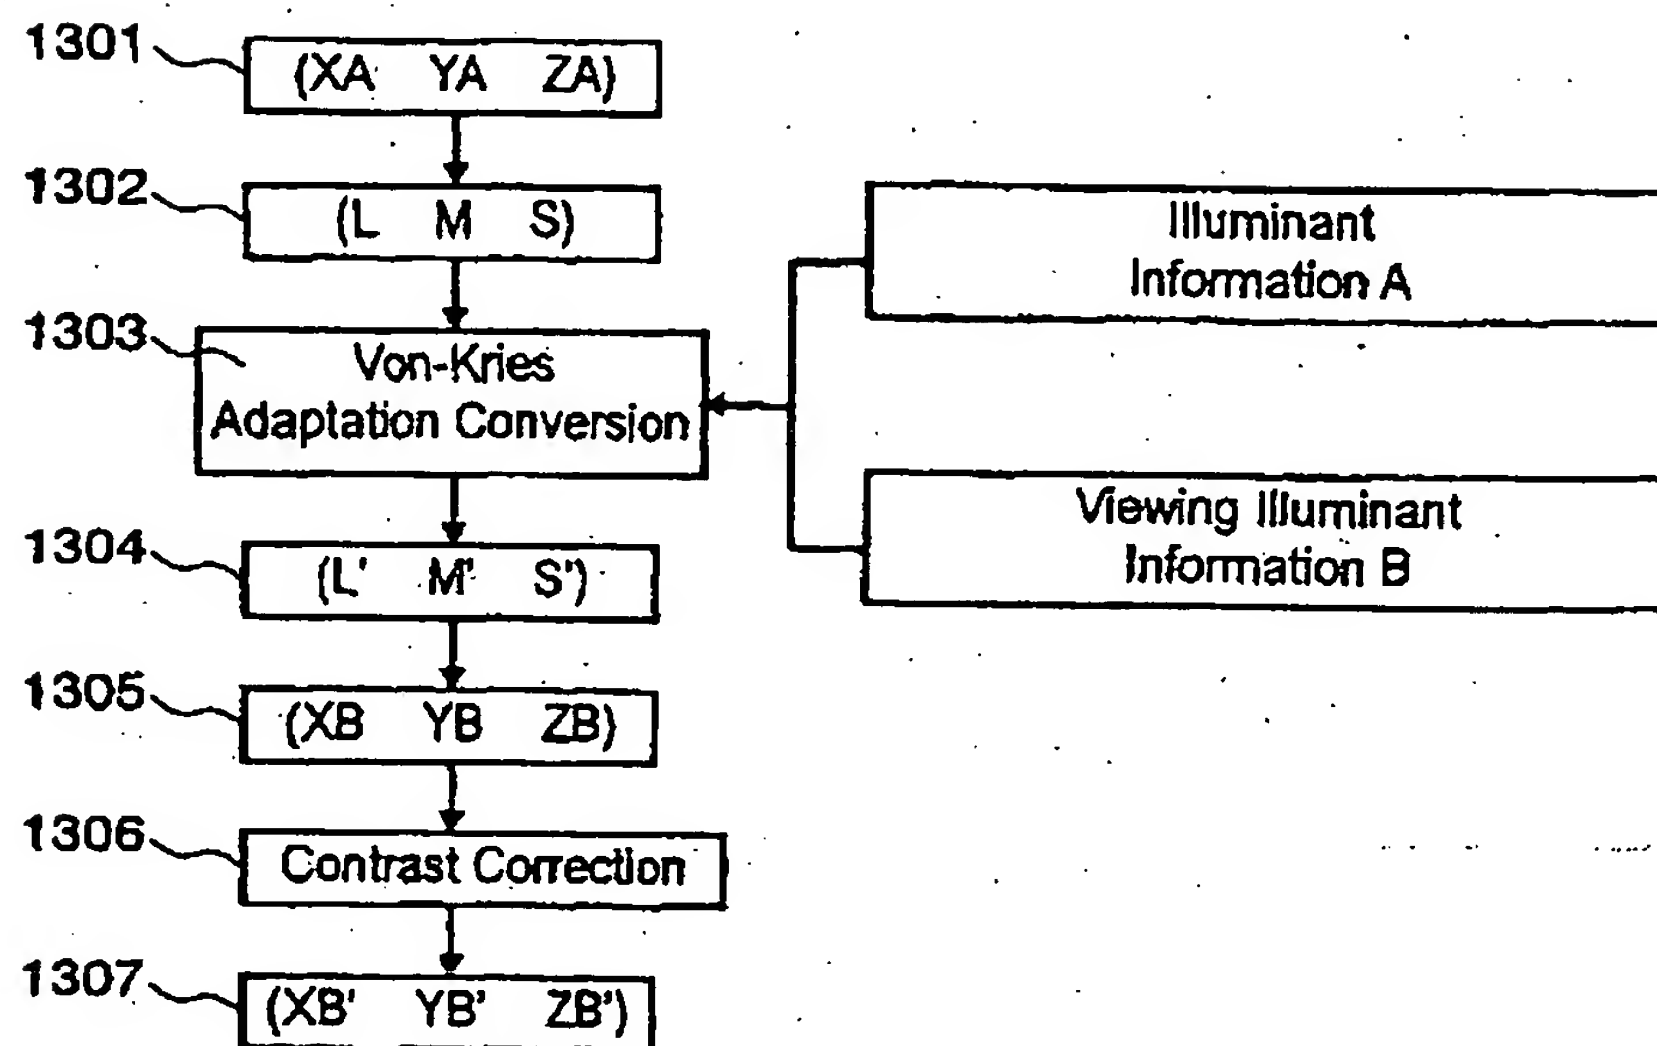 1301
(XA YA ZA)
1302
(L M S)
Illuminant
Information A
1303
Von-Kries
Adaptation Conversion
Viewing Illuminant
Information B
1304
(L' M' S')
1305
(XB YB ZB)
1306
Contrast Correction
1307
(XB' YB' ZB')